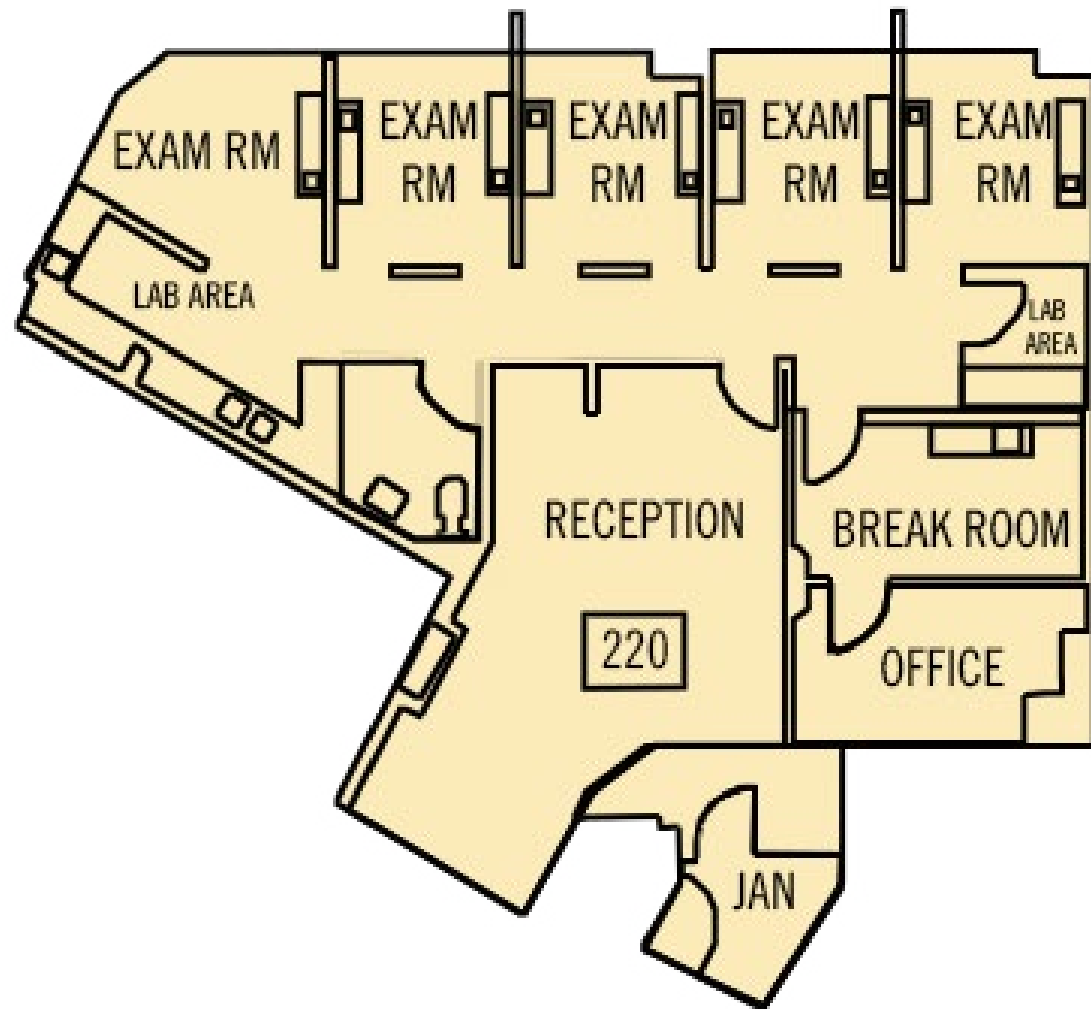 EXAM RM
EXAM
RM
EXAM
RM
EXAM
RM
EXAM
RM
LAB AREA
LAB
AREA
RECEPTION
BREAK ROOM
220
OFFICE
JAN